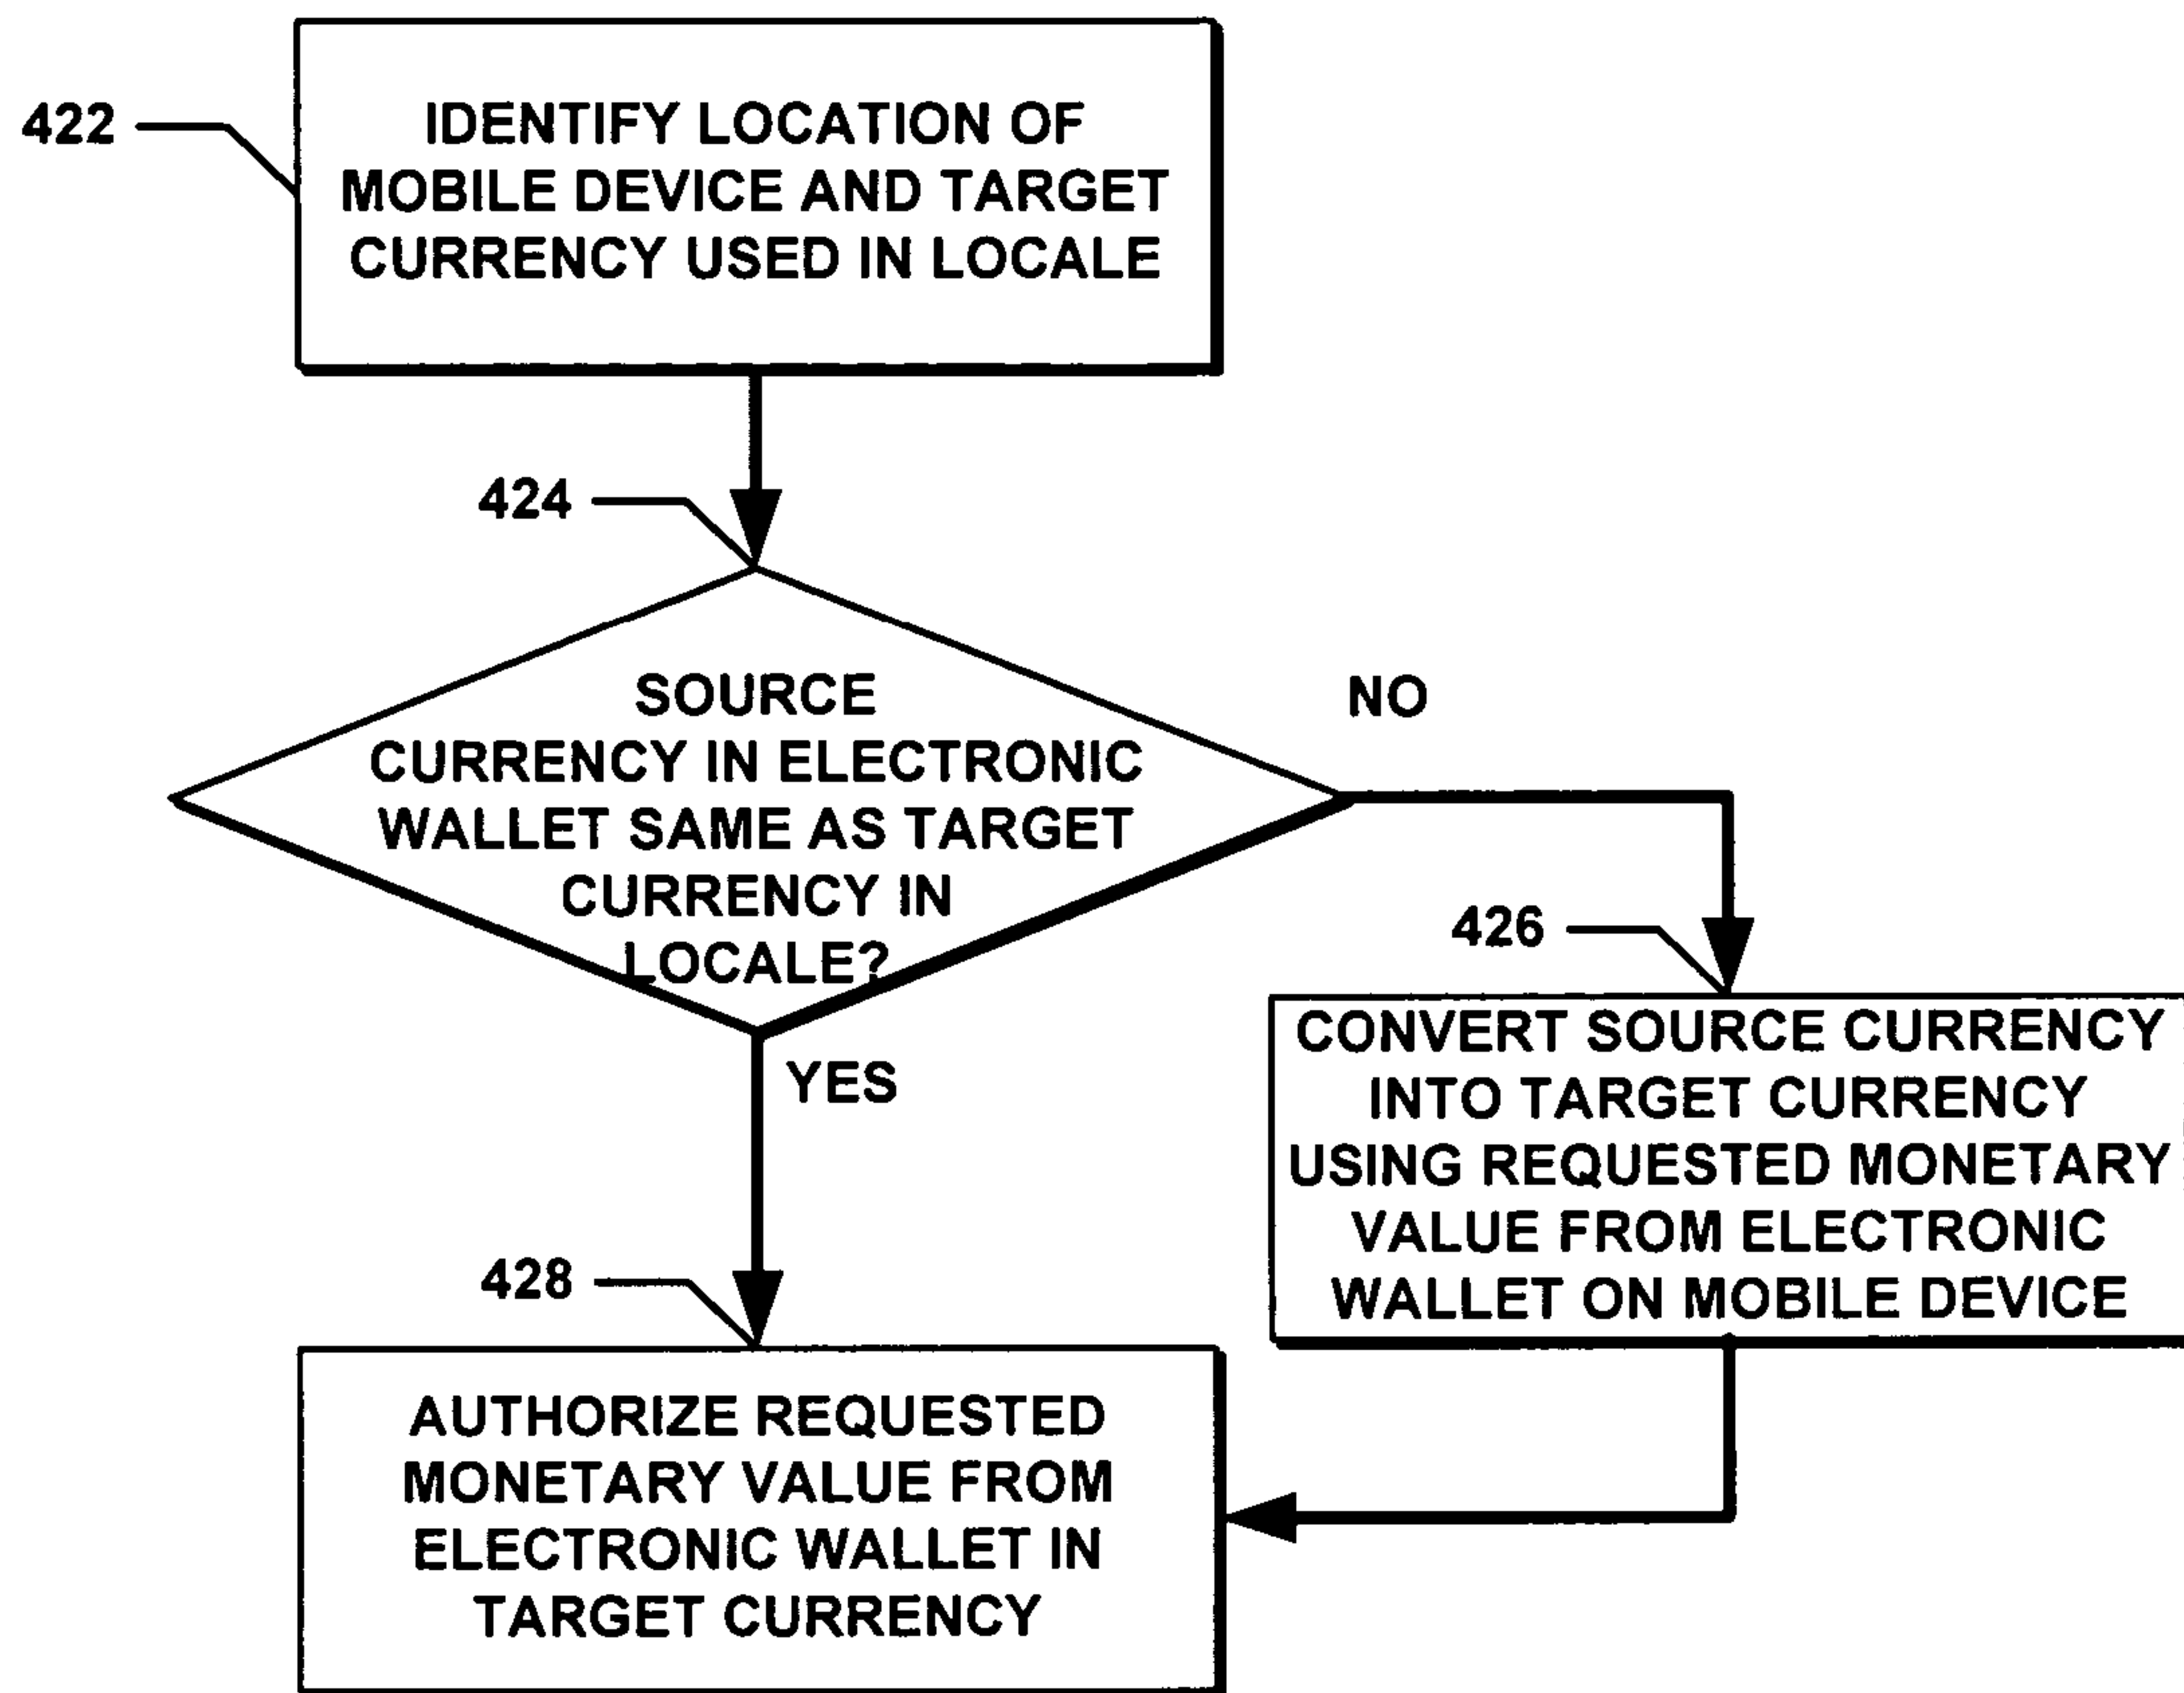 422
IDENTIFY LOCATION OF
MOBILE DEVICE AND TARGET
CURRENCY USED IN LOCALE
424
SOURCE
CURRENCY IN ELECTRONIC
WALLET SAME AS TARGET
CURRENCY IN
LOCALE?
NO
YES
426
CONVERT SOURCE CURRENCY
INTO TARGET CURRENCY
USING REQUESTED MONETARY
VALUE FROM ELECTRONIC
WALLET ON MOBILE DEVICE
428
AUTHORIZE REQUESTED
MONETARY VALUE FROM
ELECTRONIC WALLET IN
TARGET CURRENCY